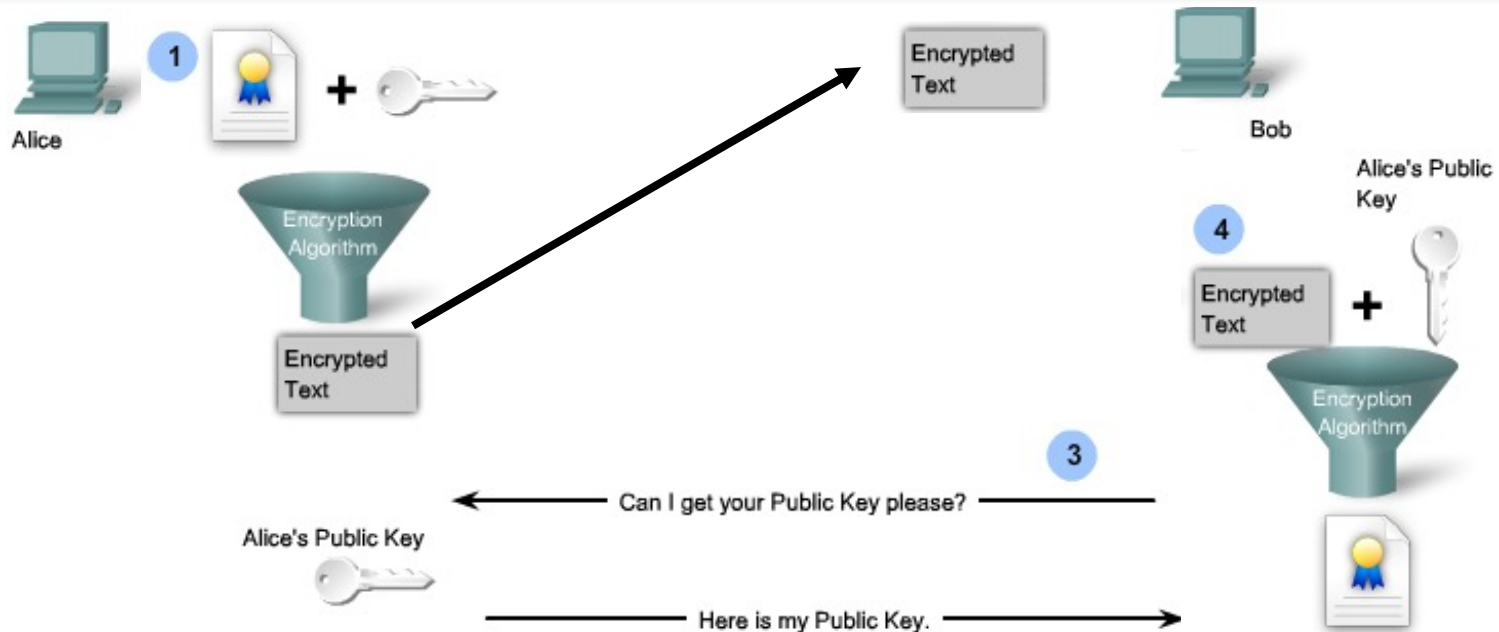 1
Alice
Encryption
Algorithm
Encrypted
Text
Encrypted
Text
Bob
Alice's Public
Key
4
Encrypted
Text
Encryption
Algorithm
3
Can I get your Public Key please?
Alice's Public Key
Here is my Public Key.